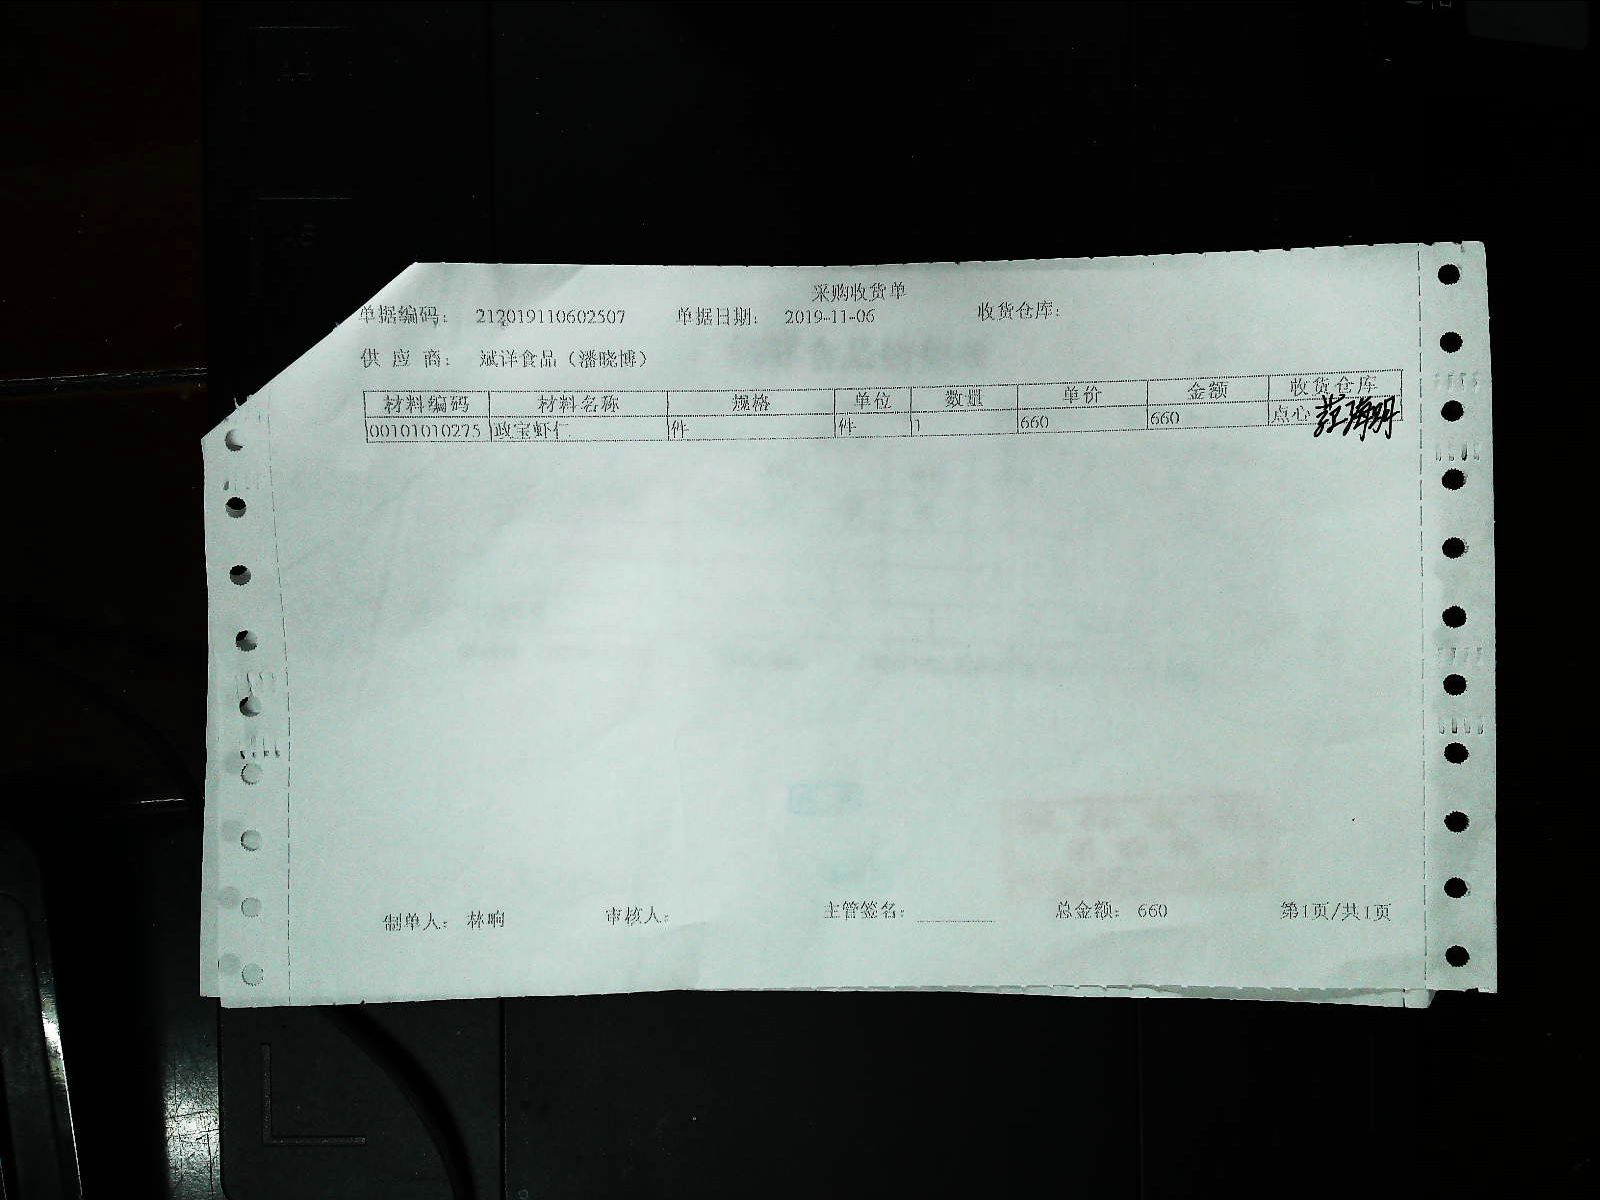 采购收货单
单据编码： 212019110602507 单据日期： 2019-11-06 收货仓库：
供 应 商： 斌洋食品（潘晓博）
材料编码 材料名称 规格 单位 数量 单价 金额 收货仓库
00101010275 政宝虾仁 件 件 1 660 660 点心
制单人： 林晌 审核人： 主管签名： 总金额： 660 第1页/共1页